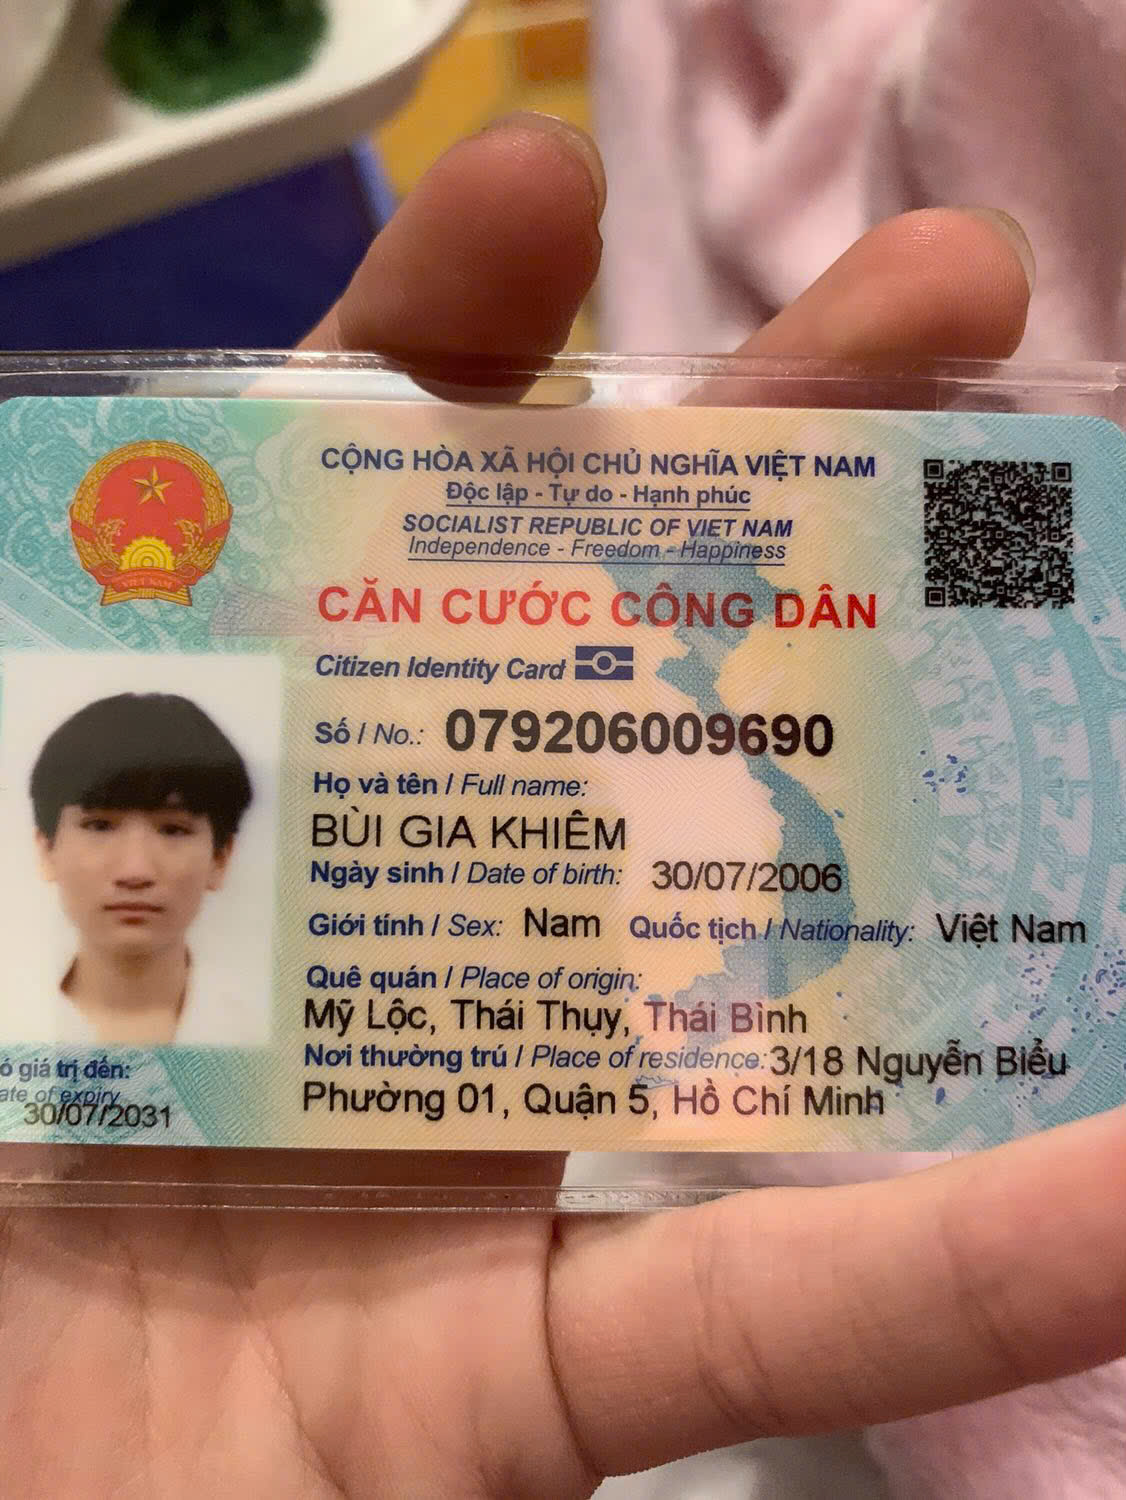 CỘNG HÒA XÃ HỘI CHỦ NGHĨA VIỆT NAM
Độc lập - Tự do - Hạnh phúc
SOCIALIST REPUBLIC OF VIET NAM
Independence - Freedom - Happiness
CĂN CƯỚC CÔNG DÂN
Citizen Identity Card
Số / No.: 079206009690
Họ và tên / Full name:
BÙI GIA KHIÊM
Ngày sinh / Date of birth: 30/07/2006
Giới tính / Sex: Nam Quốc tịch / Nationality: Việt Nam
Quê quán / Place of origin:
Mỹ Lộc, Thái Thụy, Thái Bình
Nơi thường trú / Place of residence: 3/18 Nguyễn Biểu
Phường 01, Quận 5, Hồ Chí Minh
giá trị đến:
of expiry
30/07/2031
VIỆT NAM